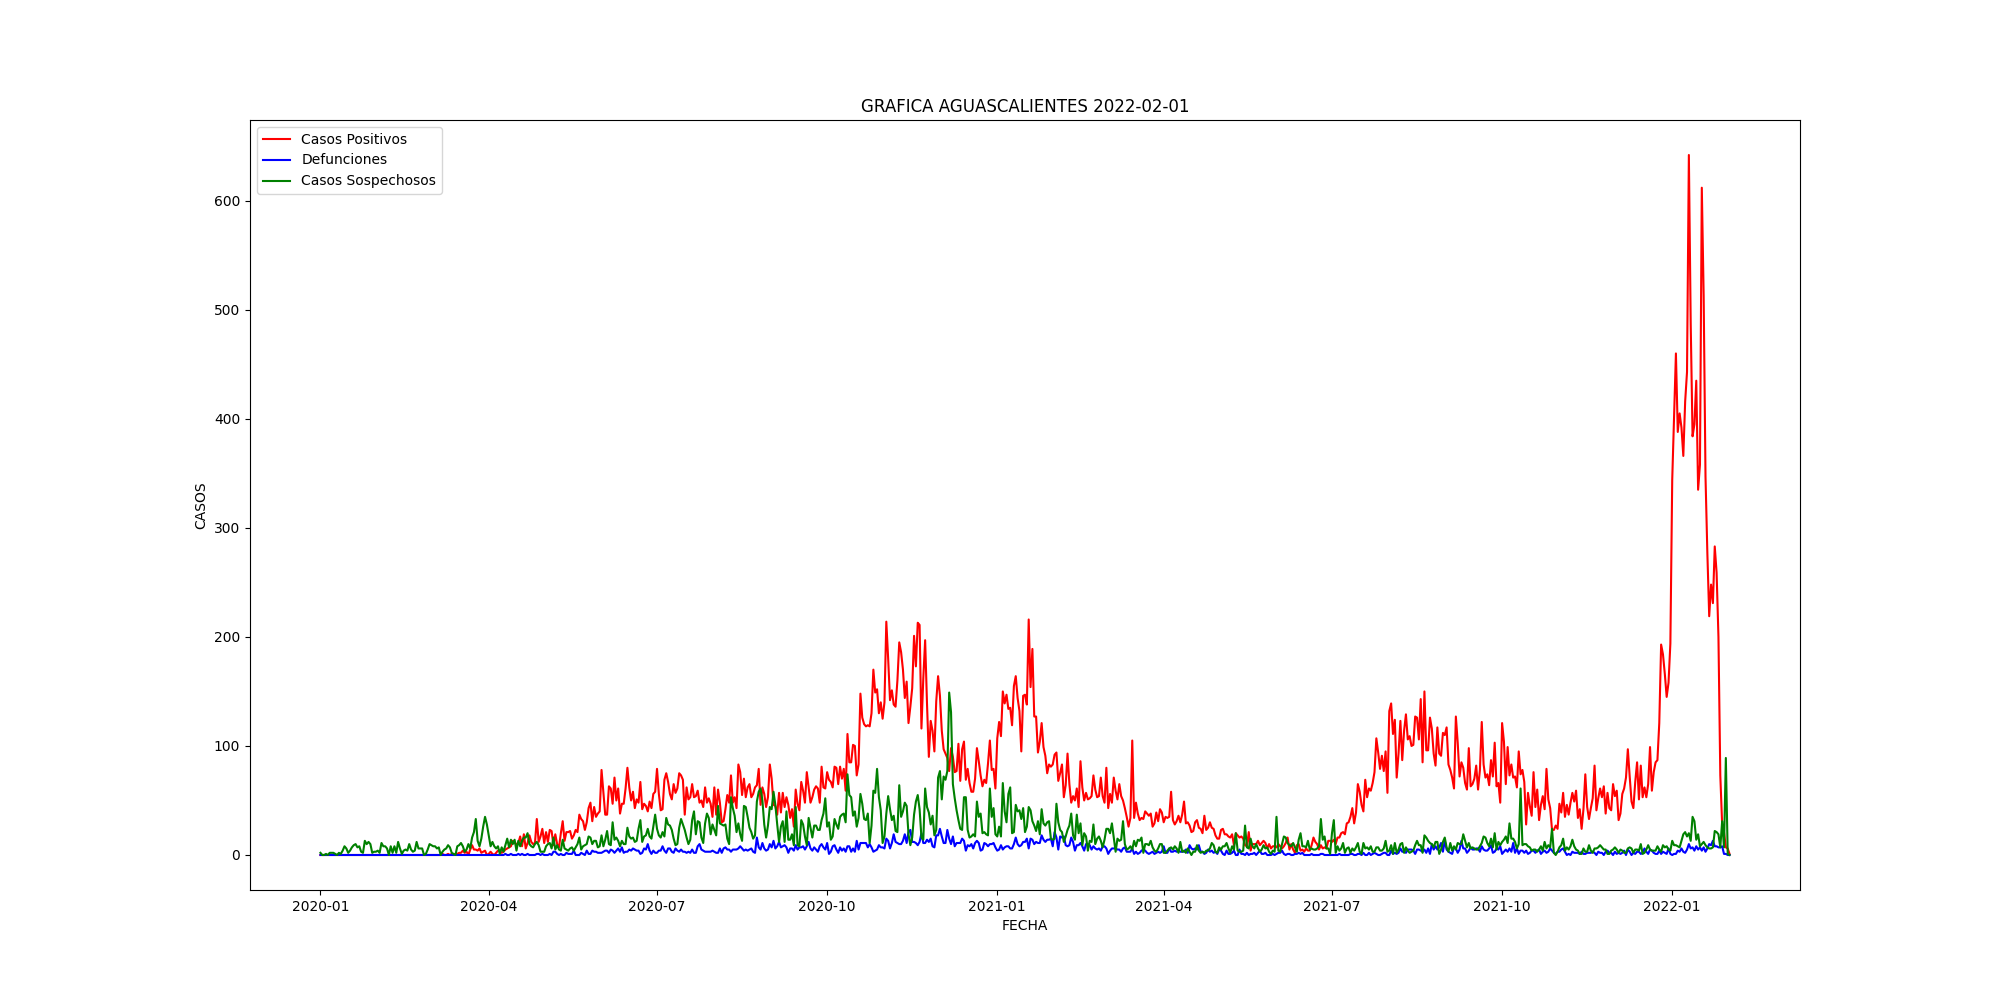 GRAFICA AGUASCALIENTES 2022-02-01
Casos Positivos
Defunciones
Casos Sospechosos
600
500
400
300
200
100
0
CASOS
2020-01 2020-04 2020-07 2020-10 2021-01 2021-04 2021-07 2021-10 2022-01
FECHA